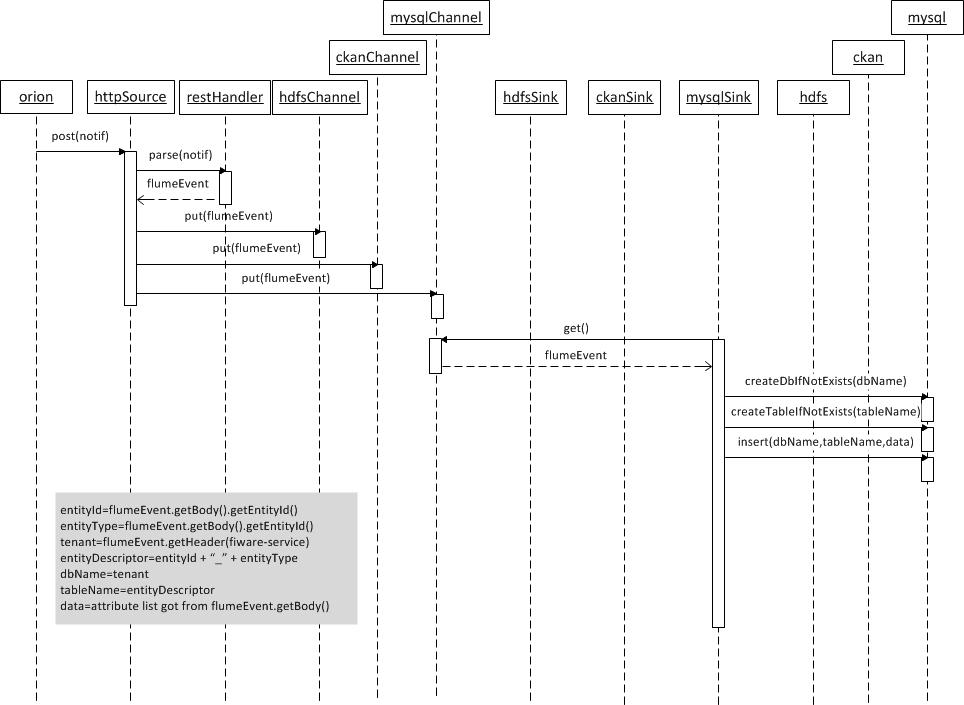 mysqlChannel
mysql
ckanChannel
ckan
orion
httpSource
restHandler
hdfsChannel
hdfsSink
ckanSink
mysqlSink
hdfs
post(notif)
parse(notif)
flumeEvent
put(flumeEvent)
put(flumeEvent)
put(flumeEvent)
get()
flumeEvent
createDbIfNotExists(dbName)
createTableIfNotExists(tableName)
insert(dbName,tableName,data)
entityId=flumeEvent.getBody().getEntityId()
entityType=flumeEvent.getBody().getEntityId()
tenant=flumeEvent.getHeader(fiware-service)
entityDescriptor=entityId + “_” + entityType
dbName=tenant
tableName=entityDescriptor
data=attribute list got from flumeEvent.getBody()